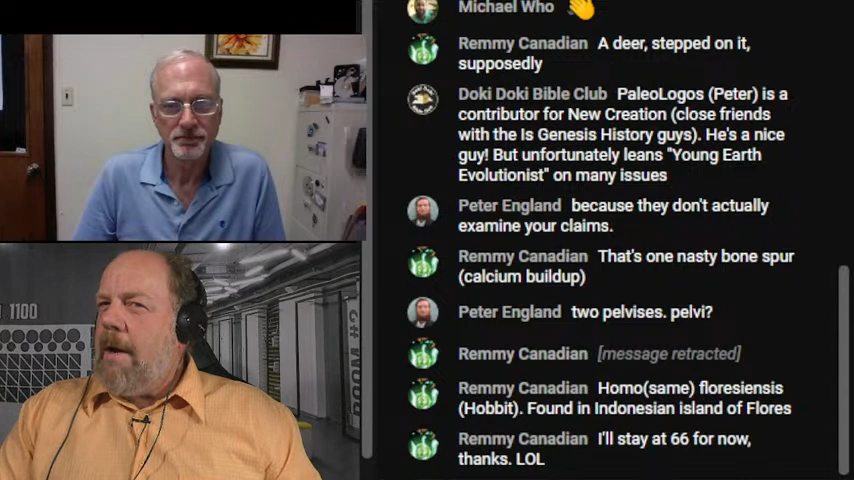 Michael Who 👋
Remmy Canadian A deer, stepped on it,
supposedly
Doki Doki Bible Club PaleoLogos (Peter) is a
contributor for New Creation (close friends
with the Is Genesis History guys). He's a nice
guy! But unfortunately leans "Young Earth
Evolutionist" on many issues
Peter England because they don't actually
examine your claims.
Remmy Canadian That's one nasty bone spur
(calcium buildup)
Peter England two pelvises. pelvi?
Remmy Canadian [message retracted]
Remmy Canadian Homo(same) floresiensis
(Hobbit). Found in Indonesian island of Flores
Remmy Canadian I'll stay at 66 for now,
thanks. LOL
1100